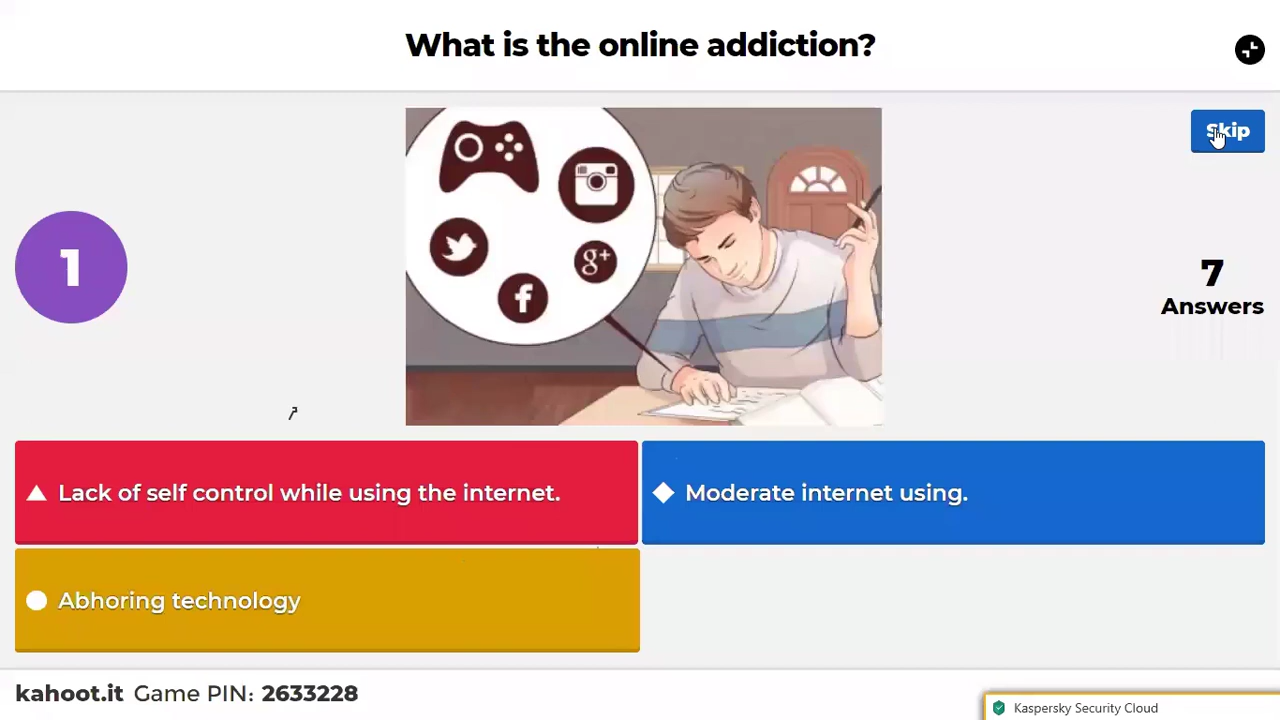 What is the online addiction?
Skip
1
7
Answers
g+
f
Lack of self control while using the internet.
Moderate internet using.
Abhoring technology
kahoot.it Game PIN: 2633228
Kaspersky Security Cloud